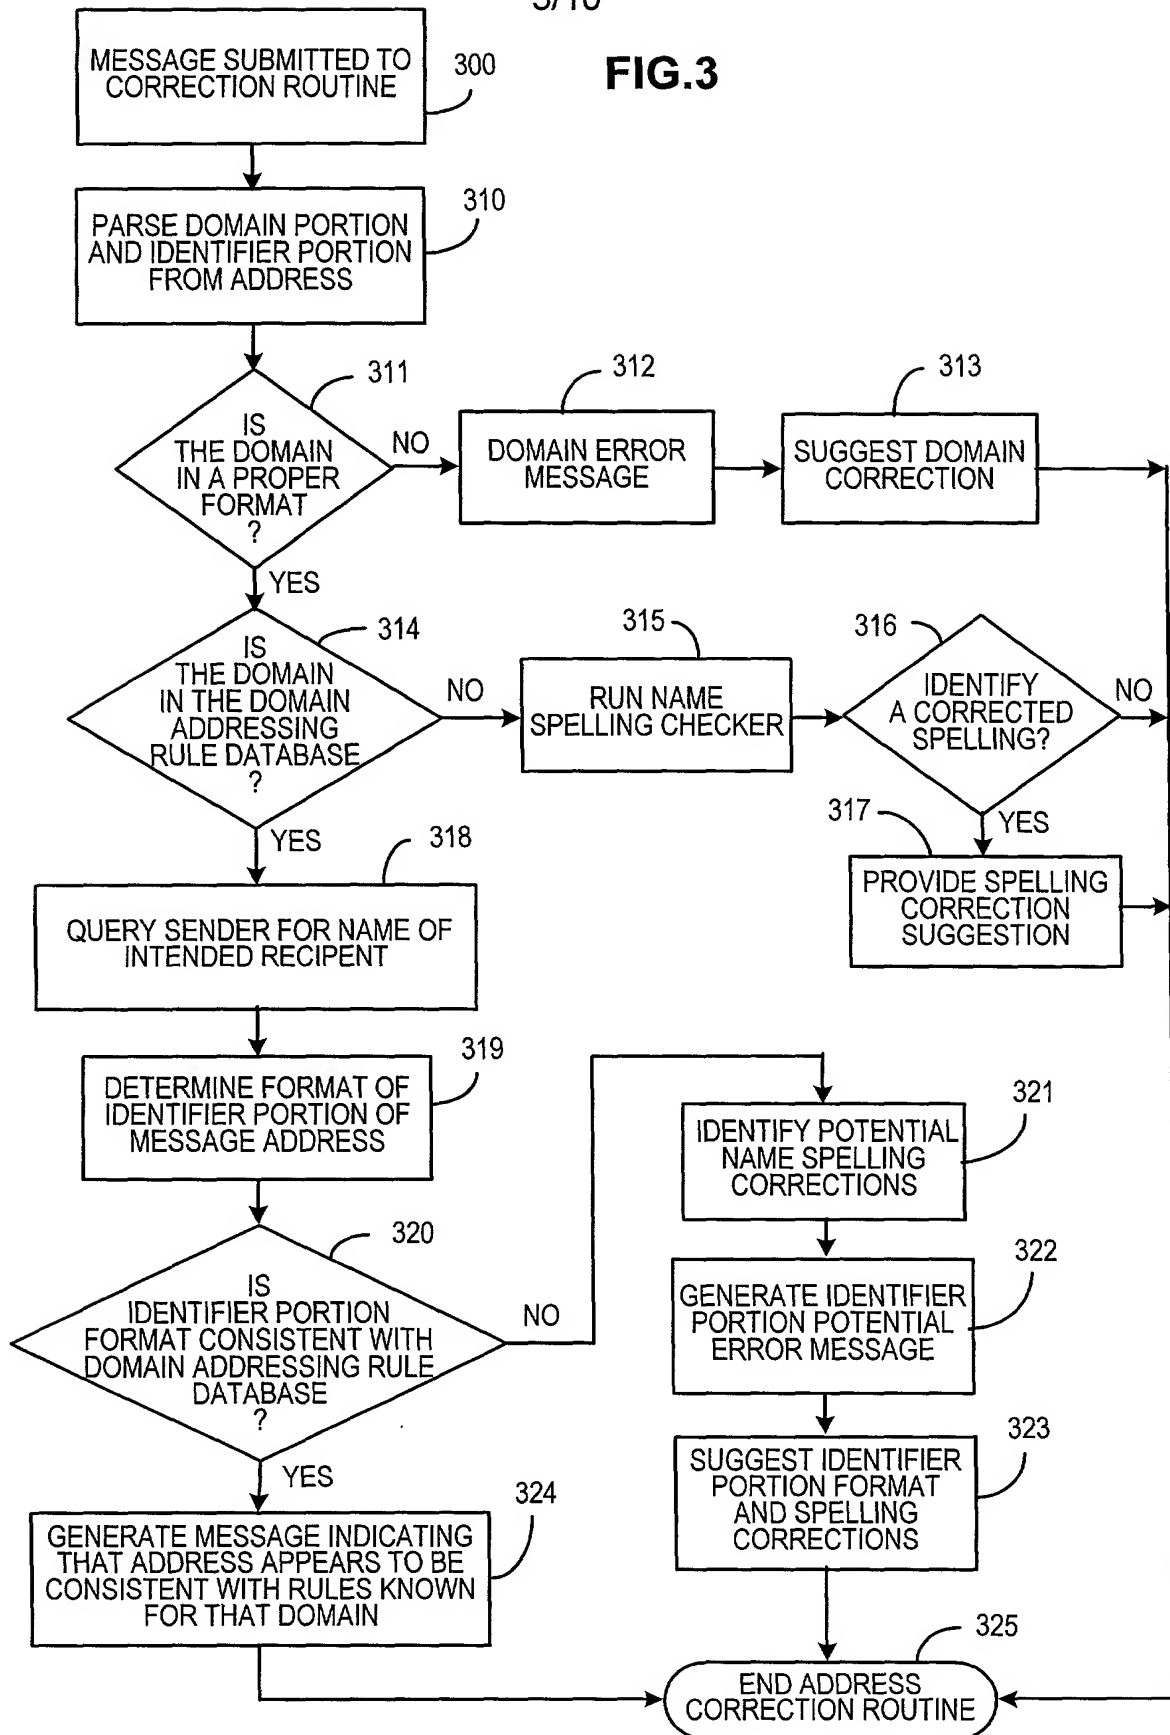 FIG.3
MESSAGE SUBMITTED TO
CORRECTION ROUTINE
300
PARSE DOMAIN PORTION
AND IDENTIFIER PORTION
FROM ADDRESS
310
IS
THE DOMAIN
IN A PROPER
FORMAT
?
311
NO
DOMAIN ERROR
MESSAGE
312
SUGGEST DOMAIN
CORRECTION
313
YES
IS
THE DOMAIN
IN THE DOMAIN
ADDRESSING
RULE DATABASE
?
314
NO
RUN NAME
SPELLING CHECKER
315
IDENTIFY
A CORRECTED
SPELLING?
316
NO
YES
PROVIDE SPELLING
CORRECTION
SUGGESTION
317
YES
QUERY SENDER FOR NAME OF
INTENDED RECIPENT
318
DETERMINE FORMAT OF
IDENTIFIER PORTION OF
MESSAGE ADDRESS
319
IS
IDENTIFIER PORTION
FORMAT CONSISTENT WITH
DOMAIN ADDRESSING RULE
DATABASE
?
320
NO
IDENTIFY POTENTIAL
NAME SPELLING
CORRECTIONS
321
GENERATE IDENTIFIER
PORTION POTENTIAL
ERROR MESSAGE
322
SUGGEST IDENTIFIER
PORTION FORMAT
AND SPELLING
CORRECTIONS
323
YES
GENERATE MESSAGE INDICATING
THAT ADDRESS APPEARS TO BE
CONSISTENT WITH RULES KNOWN
FOR THAT DOMAIN
324
END ADDRESS
CORRECTION ROUTINE
325